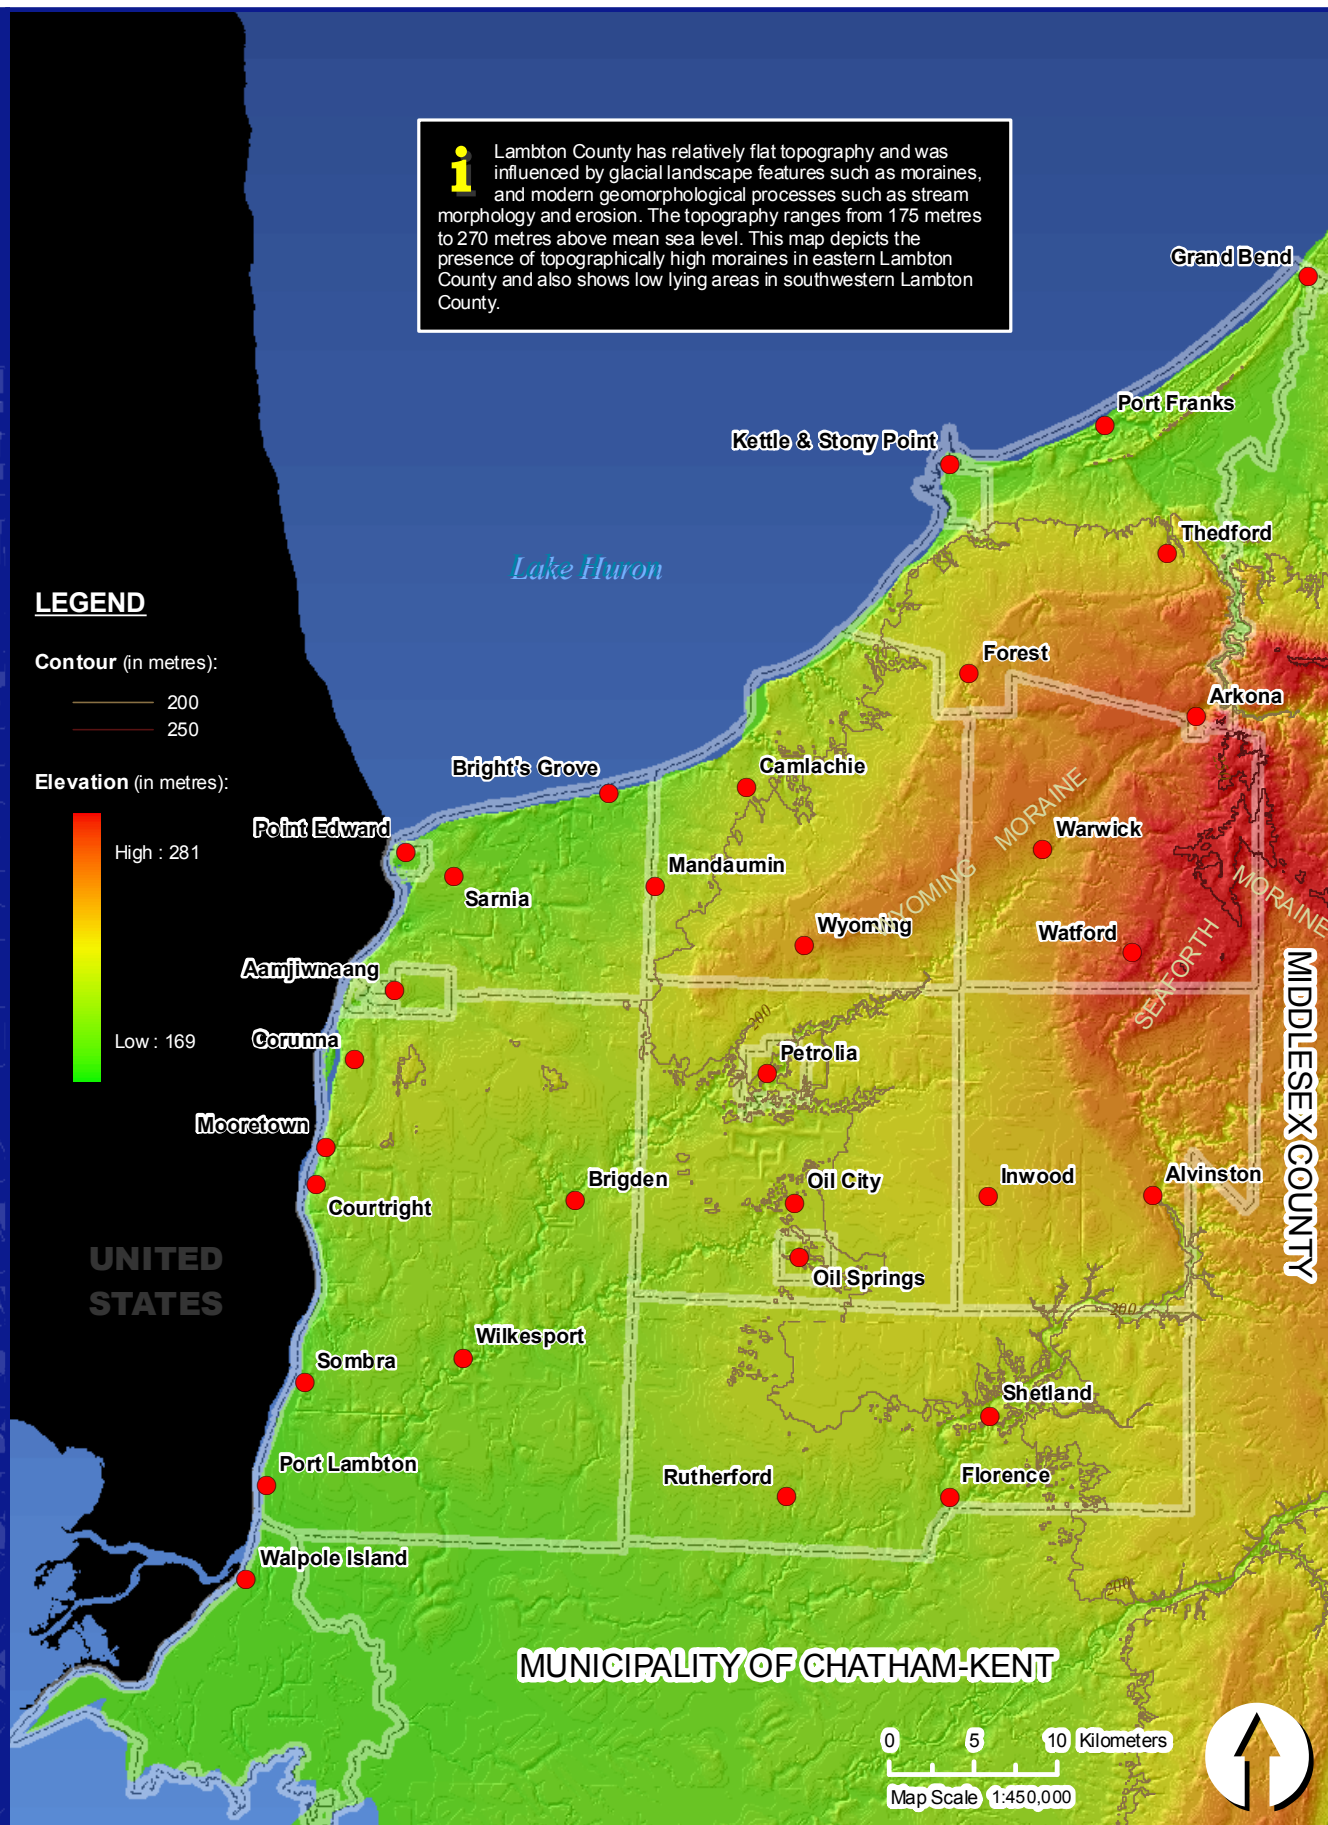 Lambton County has relatively flat topography and was
influenced by glacial landscape features such as moraines,
and modern geomorphological processes such as stream
morphology and erosion. The topography ranges from 175 metres
to 270 metres above mean sea level. This map depicts the
presence of topographically high moraines in eastern Lambton
County and also shows low lying areas in southwestern Lambton
County.
Grand Bend
Port Franks
Kettle & Stony Point
Thedford
Lake Huron
LEGEND
Contour (in metres):
200
250
Elevation (in metres):
High : 281
Low : 169
Forest
Arkona
Bright's Grove
Camlachie
Point Edward
Sarnia
Mandaumin
Warwick
WYOMING MORAINE
Wyoming
Watford
SEAFORTH MORAINE
Aamjiwnaang
MIDDLESEX COUNTY
200
Corunna
Petrolia
Mooretown
Courtright
Brigden
Oil City
Inwood
Alvinston
UNITED
STATES
Oil Springs
200
Wilkesport
Sombra
Shetland
Port Lambton
Rutherford
Florence
Walpole Island
200
MUNICIPALITY OF CHATHAM-KENT
0 5 10 Kilometers
Map Scale 1:450,000